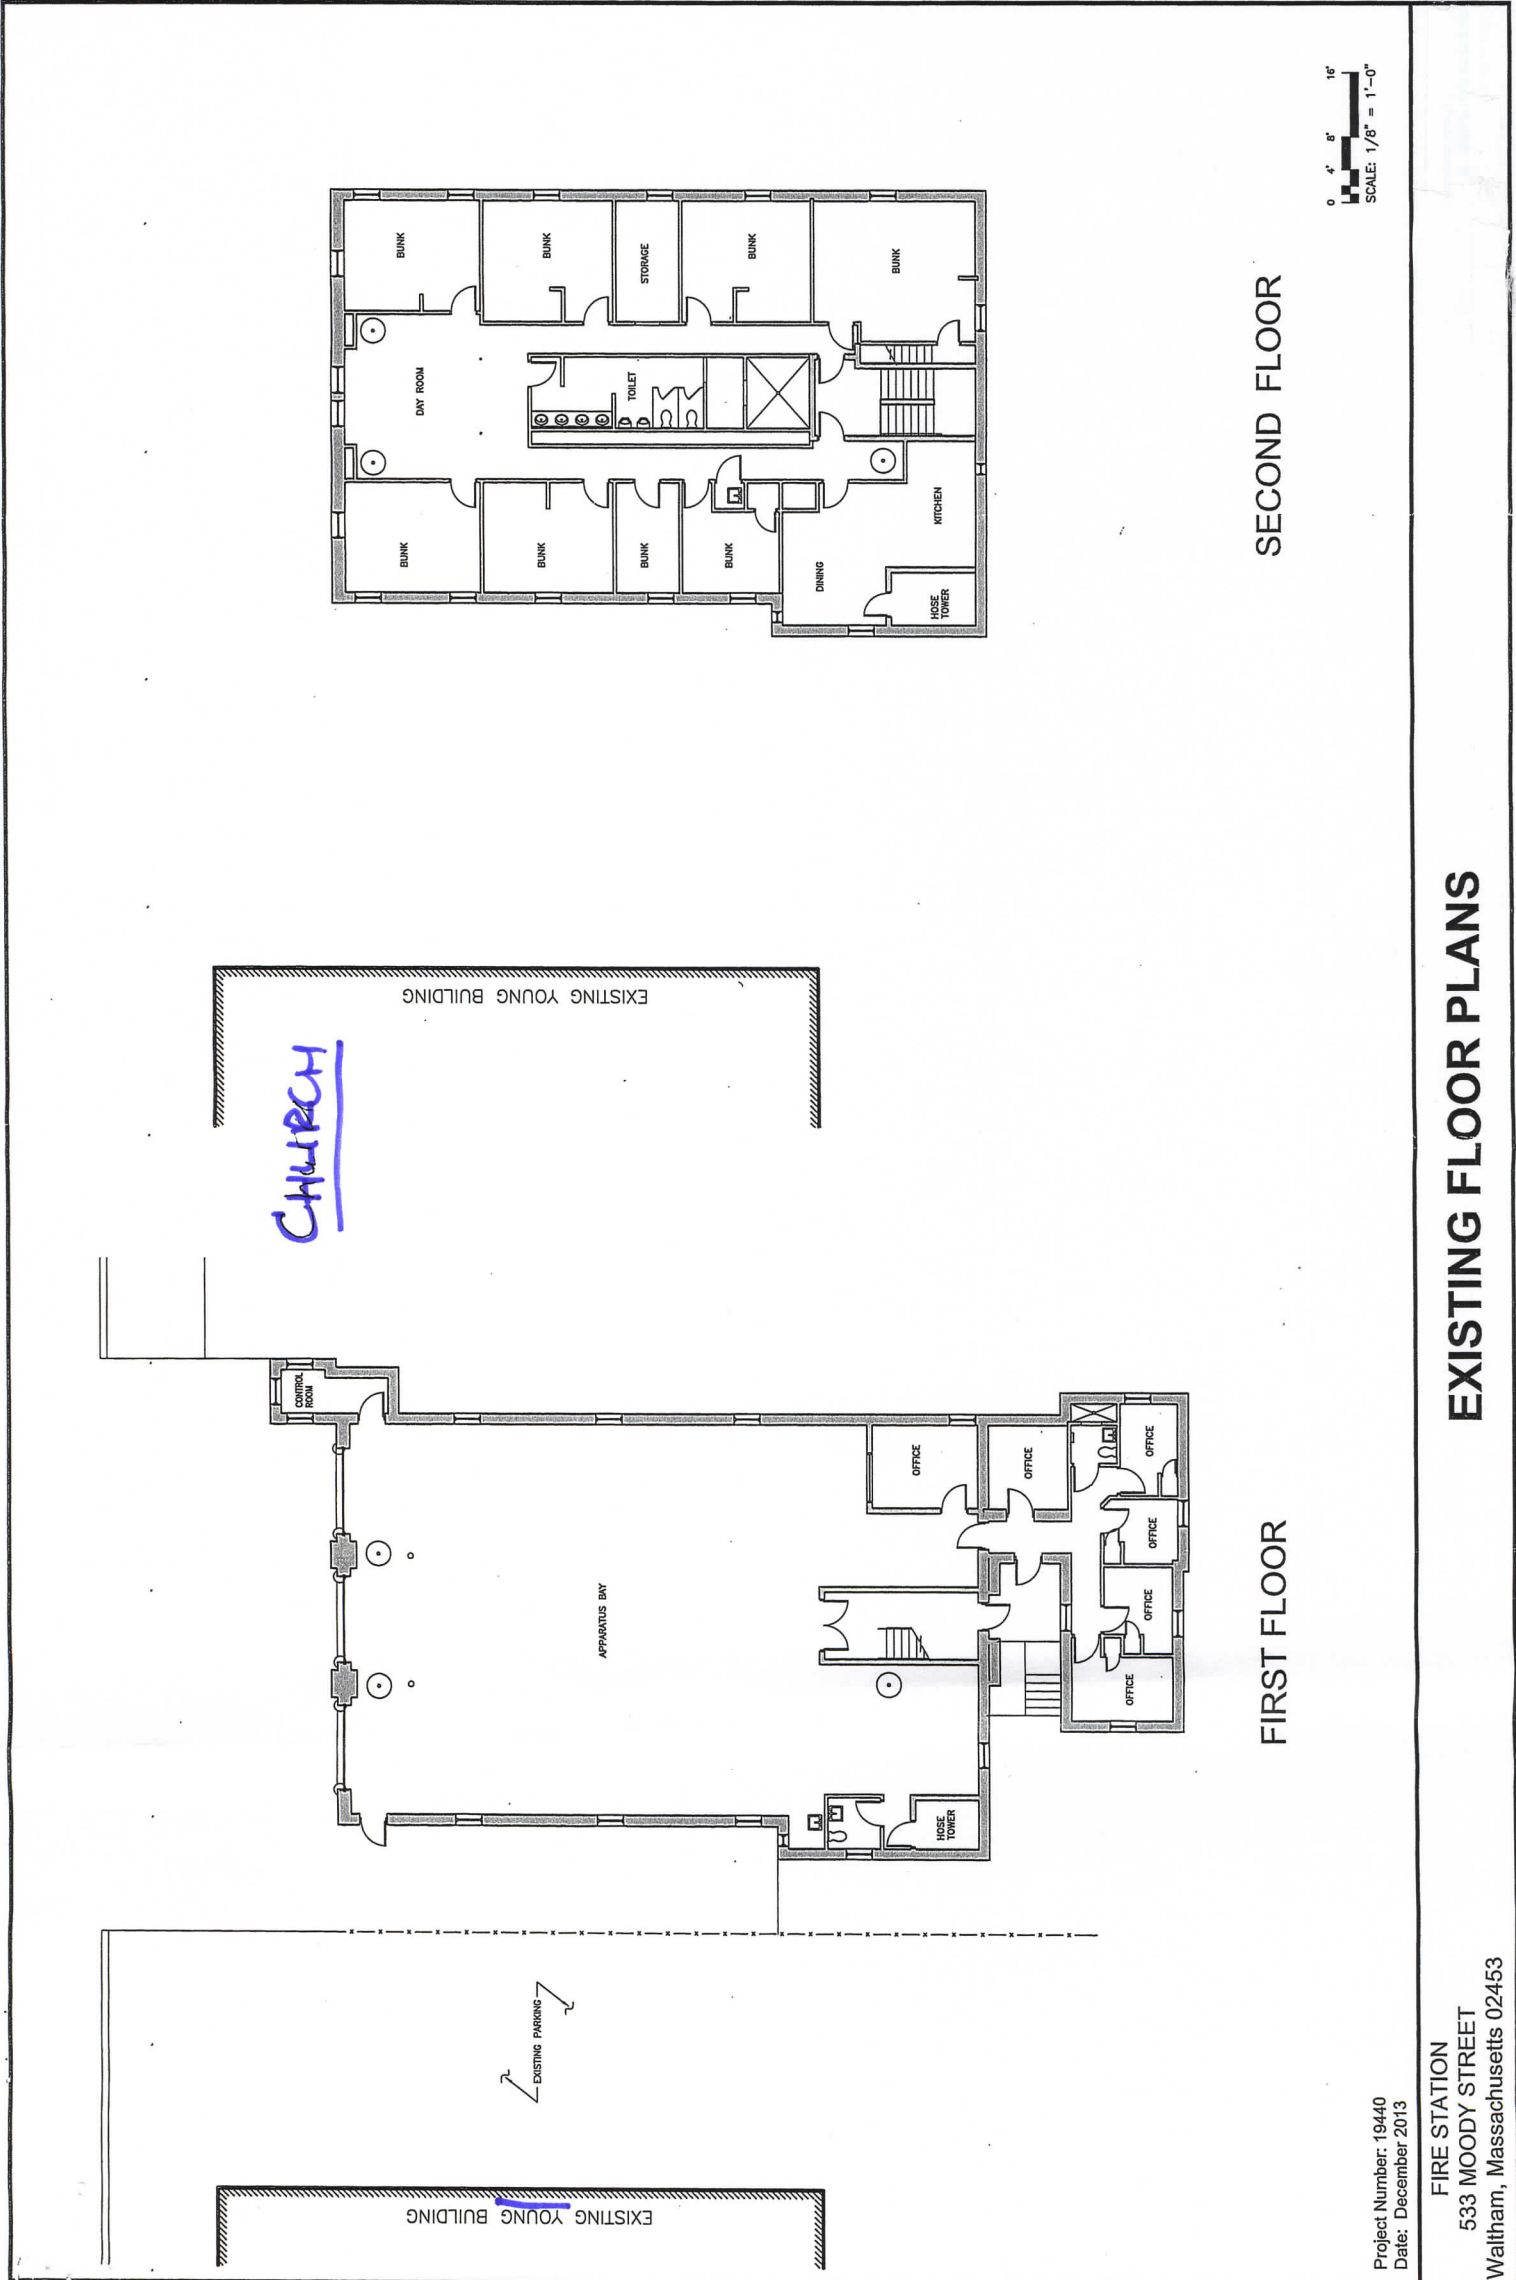 EXISTING YOUNG BUILDING
EXISTING PARKING
CHURCH
EXISTING YOUNG BUILDING
CONTROL
ROOM
APPARATUS BAY
OFFICE
OFFICE
OFFICE
OFFICE
OFFICE
OFFICE
HOSE
TOWER
FIRST FLOOR
BUNK
DAY ROOM
BUNK
BUNK
BUNK
BUNK
BUNK
TOILET
STORAGE
BUNK
BUNK
DINING
KITCHEN
HOSE
TOWER
SECOND FLOOR
0 4' 8' 16'
SCALE: 1/8" = 1'-0"
Project Number: 19440
Date: December 2013
FIRE STATION
533 MOODY STREET
Waltham, Massachusetts 02453
EXISTING FLOOR PLANS